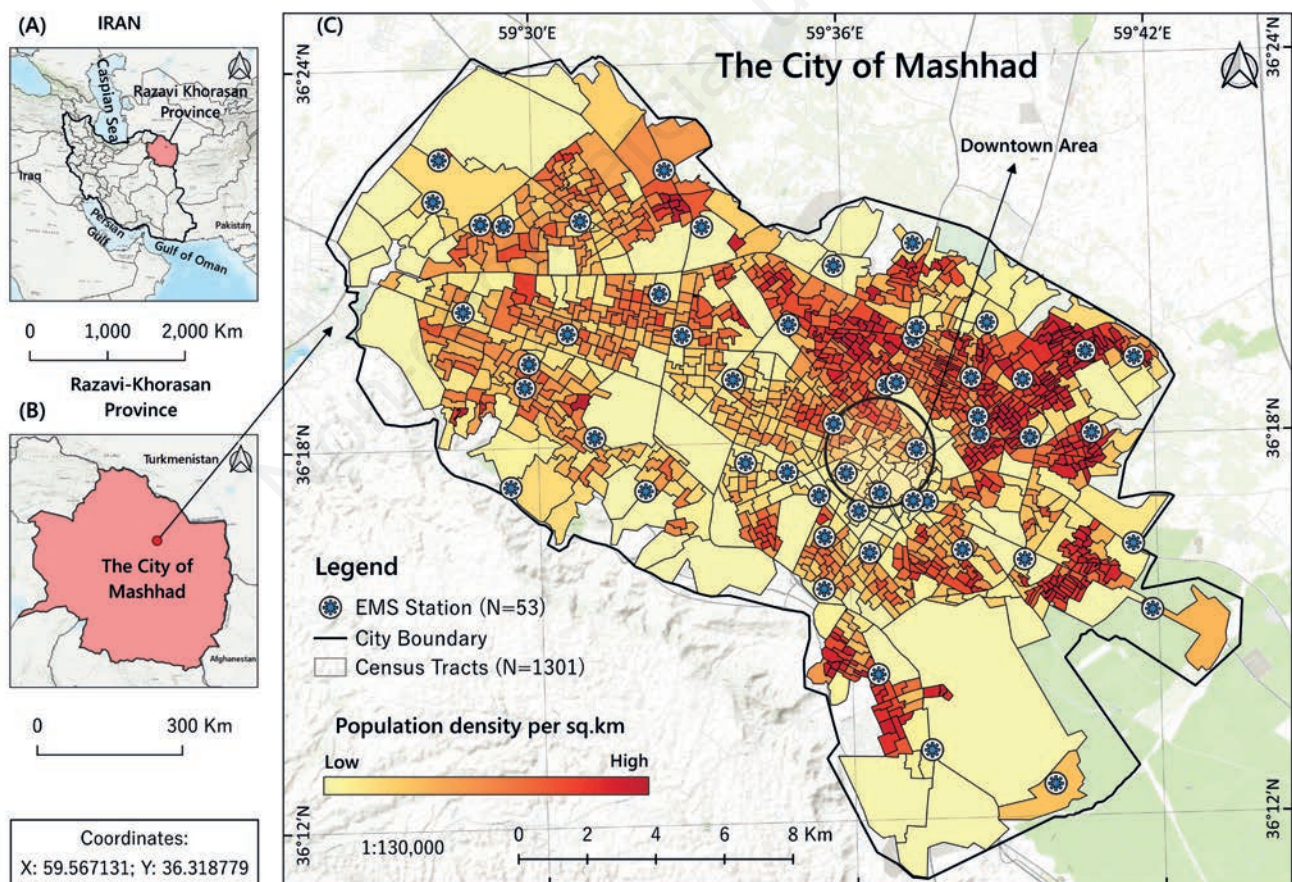 (A)
IRAN
Caspian Sea
Razavi Khorasan
Province
Iraq
Persian
Gulf
Pakistan
Gulf of Oman
0 1,000 2,000 Km
Razavi-Khorasan
Province
(B)
Turkmenistan
The City of
Mashhad
Afghanestan
0 300 Km
Coordinates:
X: 59.567131; Y: 36.318779
(C)
59°30'E
59°36'E
59°42'E
36°24'N
36°24'N
The City of Mashhad
Downtown Area
36°18'N
36°18'N
Legend
EMS Station (N=53)
City Boundary
Census Tracts (N=1301)
Population density per sq.km
Low High
36°12'N
36°12'N
1:130,000
0 2 4 6 8 Km